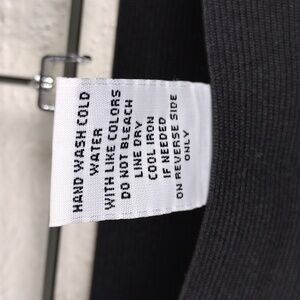 HAND WASH COLD
WATER
WITH LIKE COLORS
DO NOT BLEACH
LINE DRY
COOL IRON
IF NEEDED
ON REVERSE SIDE
ONLY